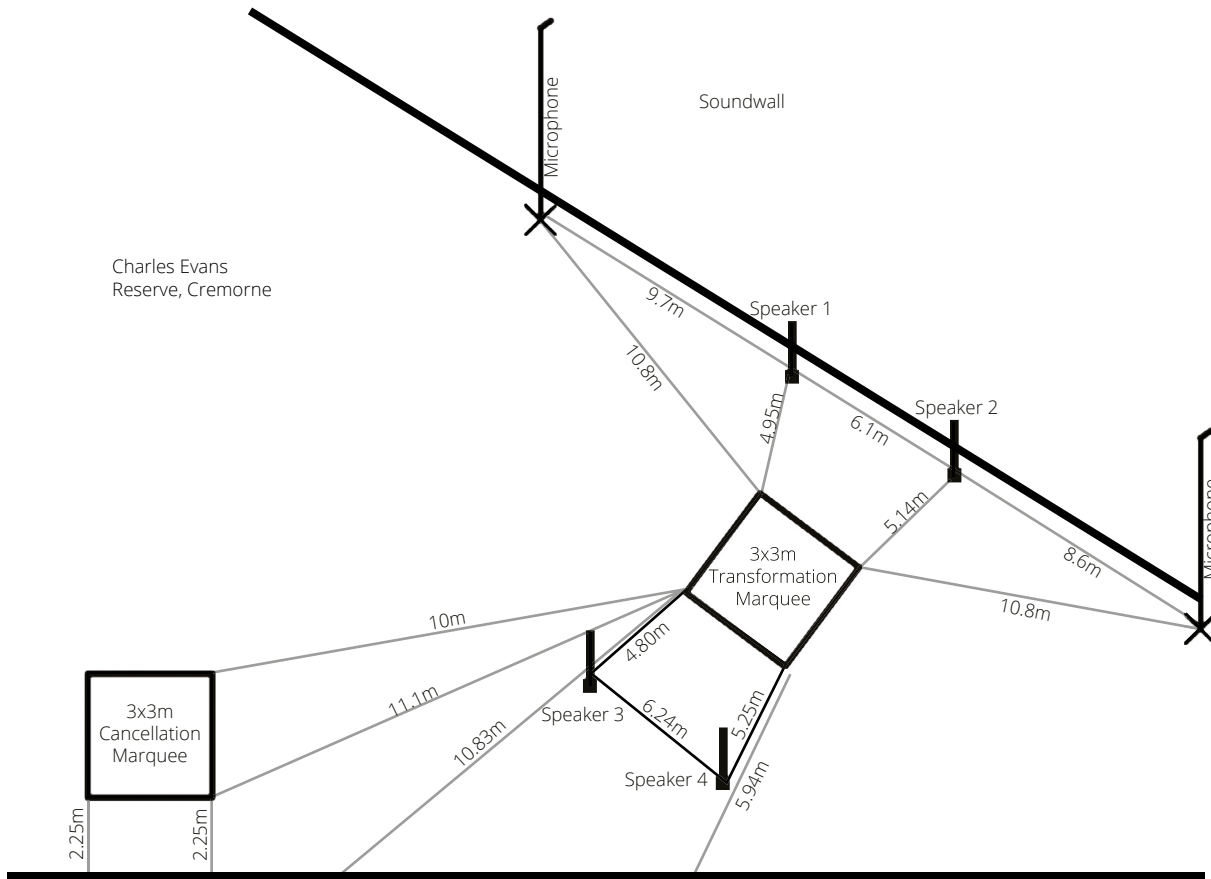 Microphone
Soundwall
Charles Evans
Reserve, Cremorne
9.7m
Speaker 1
10.8m
4.95m
6.1m
Speaker 2
5.14m
Microphone
8.6m
3x3m
Transformation
Marquee
10.8m
10m
4.80m
11.1m
3x3m
Cancellation
Marquee
Speaker 3
6.24m
5.25m
10.83m
Speaker 4
5.94m
2.25m
2.25m